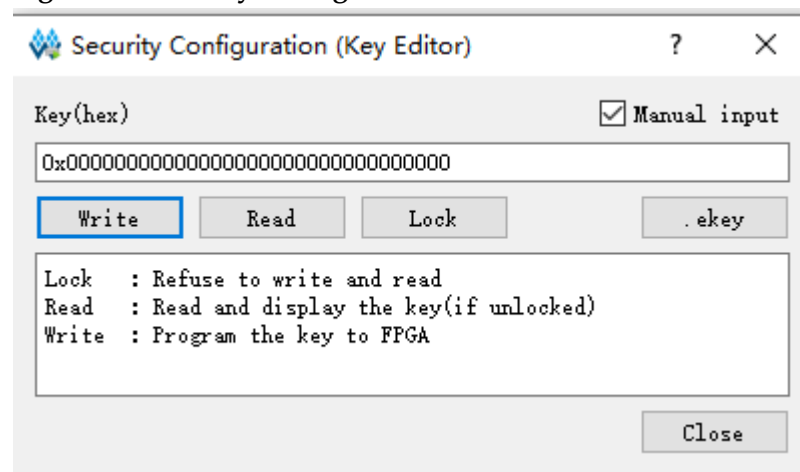 Security Configuration (Key Editor) ? ×
Key(hex) Manual input
0x00000000000000000000000000000000
Write Read Lock .ekey
Lock : Refuse to write and read
Read : Read and display the key(if unlocked)
Write : Program the key to FPGA
Close